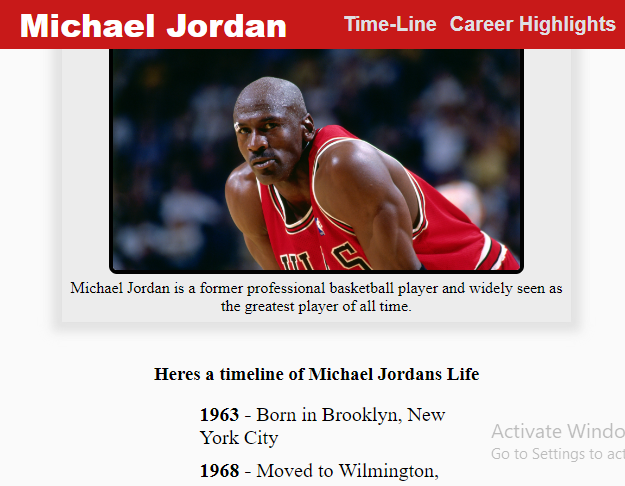 Michael Jordan
Time-Line Career Highlights
Michael Jordan is a former professional basketball player and widely seen as
the greatest player of all time.
Heres a timeline of Michael Jordans Life
1963 - Born in Brooklyn, New
York City
1968 - Moved to Wilmington,
Activate Windo
Go to Settings to act